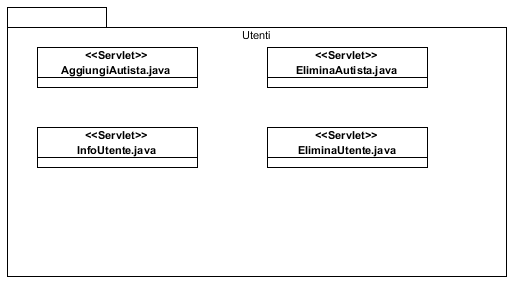 Utenti
<<Servlet>>
AggiungiAutista.java
<<Servlet>>
EliminaAutista.java
<<Servlet>>
InfoUtente.java
<<Servlet>>
EliminaUtente.java